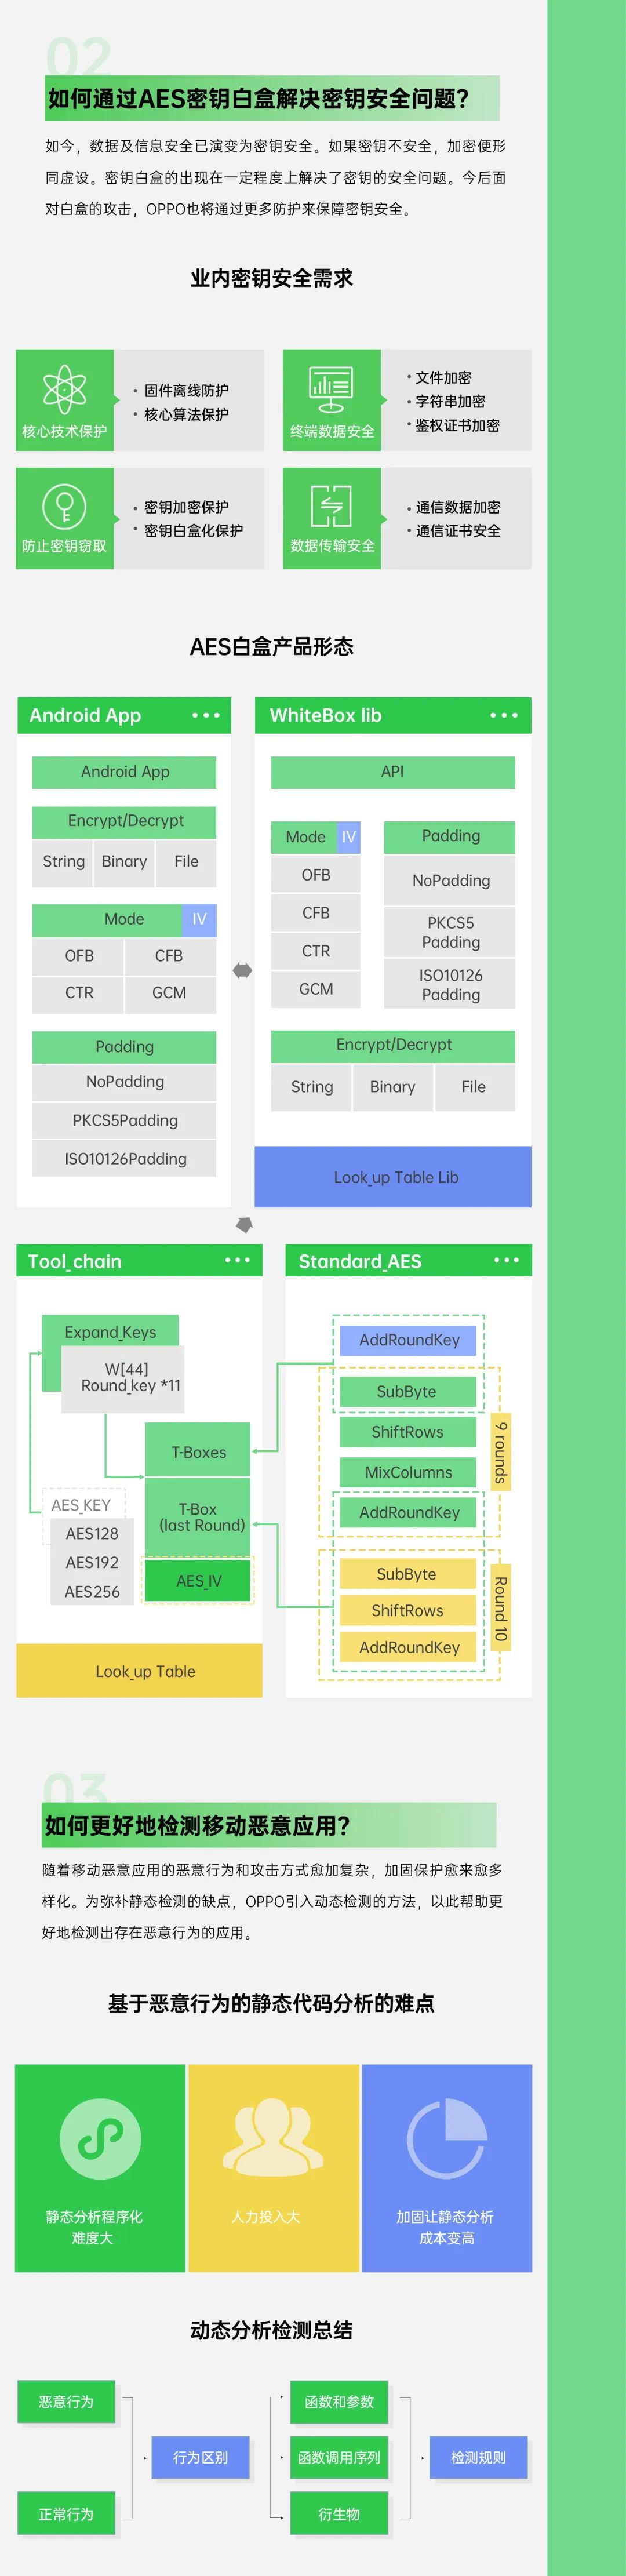 02
如何通过AES密钥白盒解决密钥安全问题？
如今，数据及信息安全已演变为密钥安全。如果密钥不安全，加密便形
同虚设。密钥白盒的出现在一定程度上解决了密钥的安全问题。今后面
对白盒的攻击，OPPO也将通过更多防护来保障密钥安全。
业内密钥安全需求
核心技术保护
• 固件离线防护
• 核心算法保护
终端数据安全
• 文件加密
• 字符串加密
• 鉴权证书加密
防止密钥窃取
• 密钥加密保护
• 密钥白盒化保护
数据传输安全
• 通信数据加密
• 通信证书安全
AES白盒产品形态
Android App
Android App
Encrypt/Decrypt
String Binary File
Mode IV
OFB CFB
CTR GCM
Padding
NoPadding
PKCS5Padding
ISO10126Padding
WhiteBox lib
API
Mode IV
OFB
CFB
CTR
GCM
Padding
NoPadding
PKCS5
Padding
ISO10126
Padding
Encrypt/Decrypt
String Binary File
Look_up Table Lib
Tool_chain
Expand_Keys
W[44]
Round_key *11
T-Boxes
T-Box
(last Round)
AES_KEY
AES128
AES192
AES256
AES_IV
Look_up Table
Standard_AES
AddRoundKey
SubByte
ShiftRows
MixColumns
AddRoundKey
9 rounds
SubByte
ShiftRows
AddRoundKey
Round 10
03
如何更好地检测移动恶意应用？
随着移动恶意应用的恶意行为和攻击方式愈加复杂，加固保护愈来愈多
样化。为弥补静态检测的缺点，OPPO引入动态检测的方法，以此帮助更
好地检测出存在恶意行为的应用。
基于恶意行为的静态代码分析的难点
静态分析程序化
难度大
人力投入大
加固让静态分析
成本变高
动态分析检测总结
恶意行为
正常行为
行为区别
函数和参数
函数调用序列
衍生物
检测规则